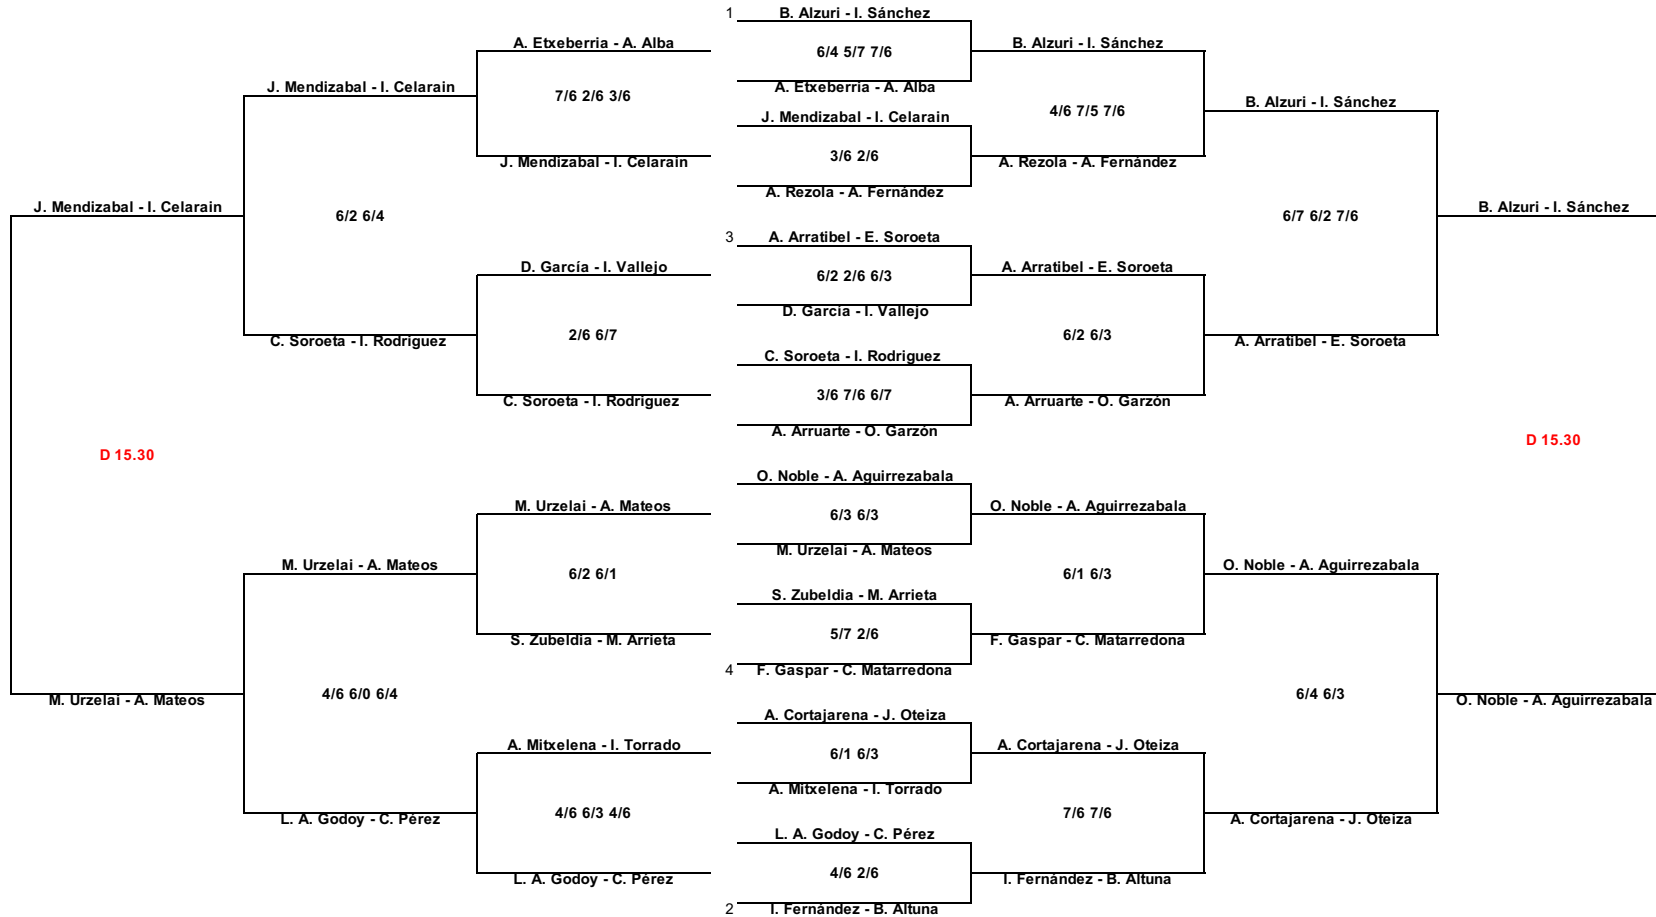 1 B. Alzuri - I. Sánchez
A. Etxeberria - A. Alba
6/4 5/7 7/6
B. Alzuri - I. Sánchez
J. Mendizabal - I. Celarain
7/6 2/6 3/6
A. Etxeberria - A. Alba
4/6 7/5 7/6
B. Alzuri - I. Sánchez
J. Mendizabal - I. Celarain
J. Mendizabal - I. Celarain
3/6 2/6
A. Rezola - A. Fernández
A. Rezola - A. Fernández
J. Mendizabal - I. Celarain
6/2 6/4
6/7 6/2 7/6
B. Alzuri - I. Sánchez
3 A. Arratibel - E. Soroeta
D. García - I. Vallejo
6/2 2/6 6/3
A. Arratibel - E. Soroeta
D. García - I. Vallejo
C. Soroeta - I. Rodriguez
2/6 6/7
C. Soroeta - I. Rodriguez
6/2 6/3
A. Arratibel - E. Soroeta
C. Soroeta - I. Rodriguez
3/6 7/6 6/7
A. Arruarte - O. Garzón
A. Arruarte - O. Garzón
D 15.30
D 15.30
O. Noble - A. Aguirrezabala
M. Urzelai - A. Mateos
6/3 6/3
O. Noble - A. Aguirrezabala
M. Urzelai - A. Mateos
M. Urzelai - A. Mateos
6/2 6/1
S. Zubeldia - M. Arrieta
6/1 6/3
O. Noble - A. Aguirrezabala
S. Zubeldia - M. Arrieta
5/7 2/6
F. Gaspar - C. Matarredona
4 F. Gaspar - C. Matarredona
M. Urzelai - A. Mateos
4/6 6/0 6/4
6/4 6/3
O. Noble - A. Aguirrezabala
A. Cortajarena - J. Oteiza
A. Mitxelena - I. Torrado
6/1 6/3
A. Cortajarena - J. Oteiza
A. Mitxelena - I. Torrado
L. A. Godoy - C. Pérez
4/6 6/3 4/6
L. A. Godoy - C. Pérez
7/6 7/6
A. Cortajarena - J. Oteiza
L. A. Godoy - C. Pérez
4/6 2/6
I. Fernández - B. Altuna
2 I. Fernández - B. Altuna